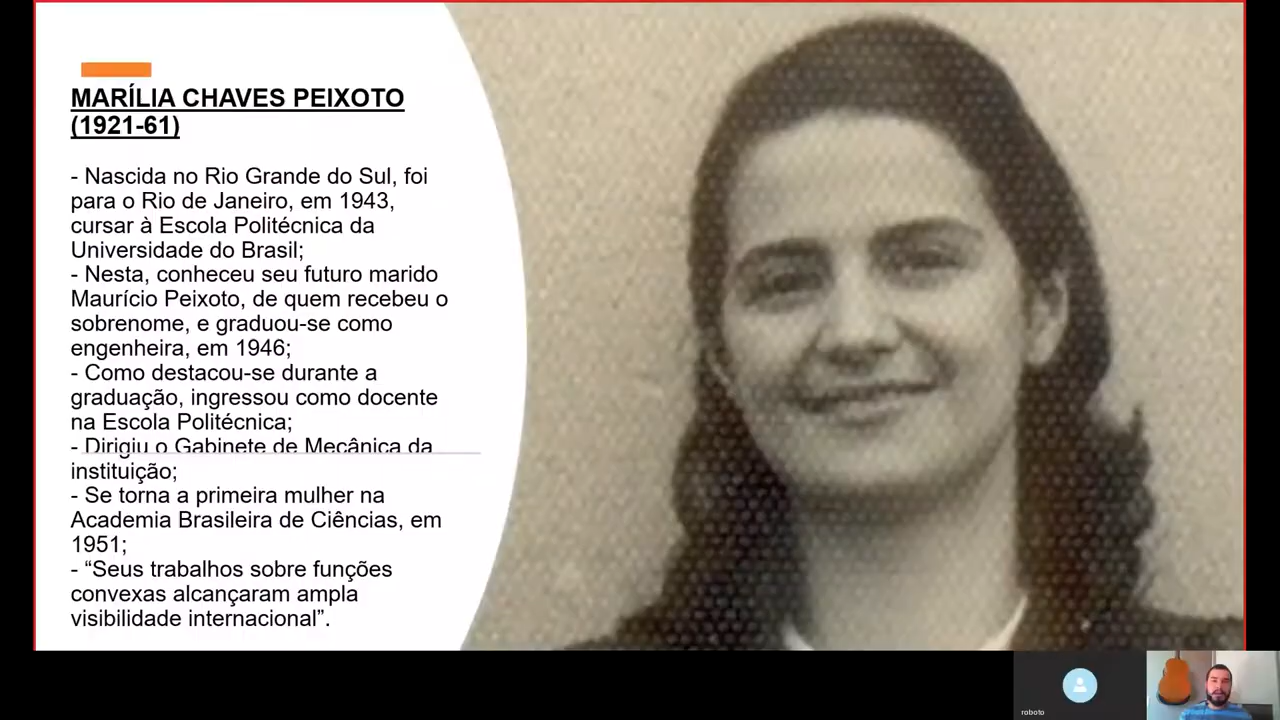 MARÍLIA CHAVES PEIXOTO
(1921-61)
- Nascida no Rio Grande do Sul, foi
para o Rio de Janeiro, em 1943,
cursar à Escola Politécnica da
Universidade do Brasil;
- Nesta, conheceu seu futuro marido
Maurício Peixoto, de quem recebeu o
sobrenome, e graduou-se como
engenheira, em 1946;
- Como destacou-se durante a
graduação, ingressou como docente
na Escola Politécnica;
- Dirigiu o Gabinete de Mecânica da
instituição;
- Se torna a primeira mulher na
Academia Brasileira de Ciências, em
1951;
- “Seus trabalhos sobre funções
convexas alcançaram ampla
visibilidade internacional”.
roboto